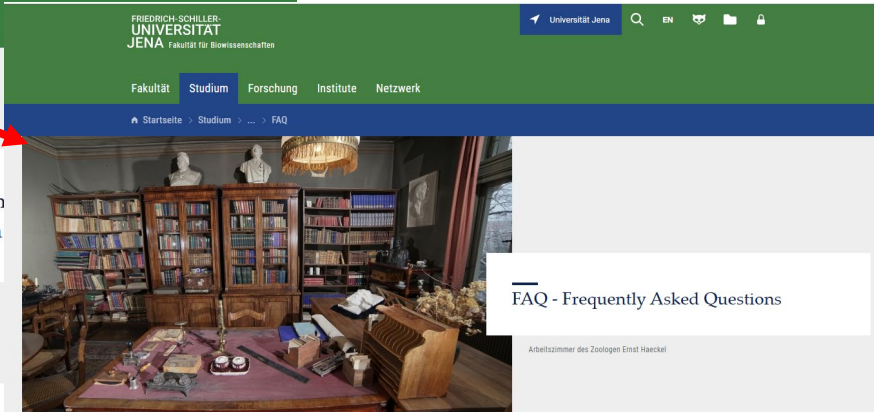 FRIEDRICH-SCHILLER-
UNIVERSITÄT
JENA Fakultät für Biowissenschaften
Universität Jena
EN
Fakultät Studium Forschung Institute Netzwerk
Startseite > Studium > ... > FAQ
FAQ - Frequently Asked Questions
Arbeitszimmer des Zoologen Ernst Haeckel